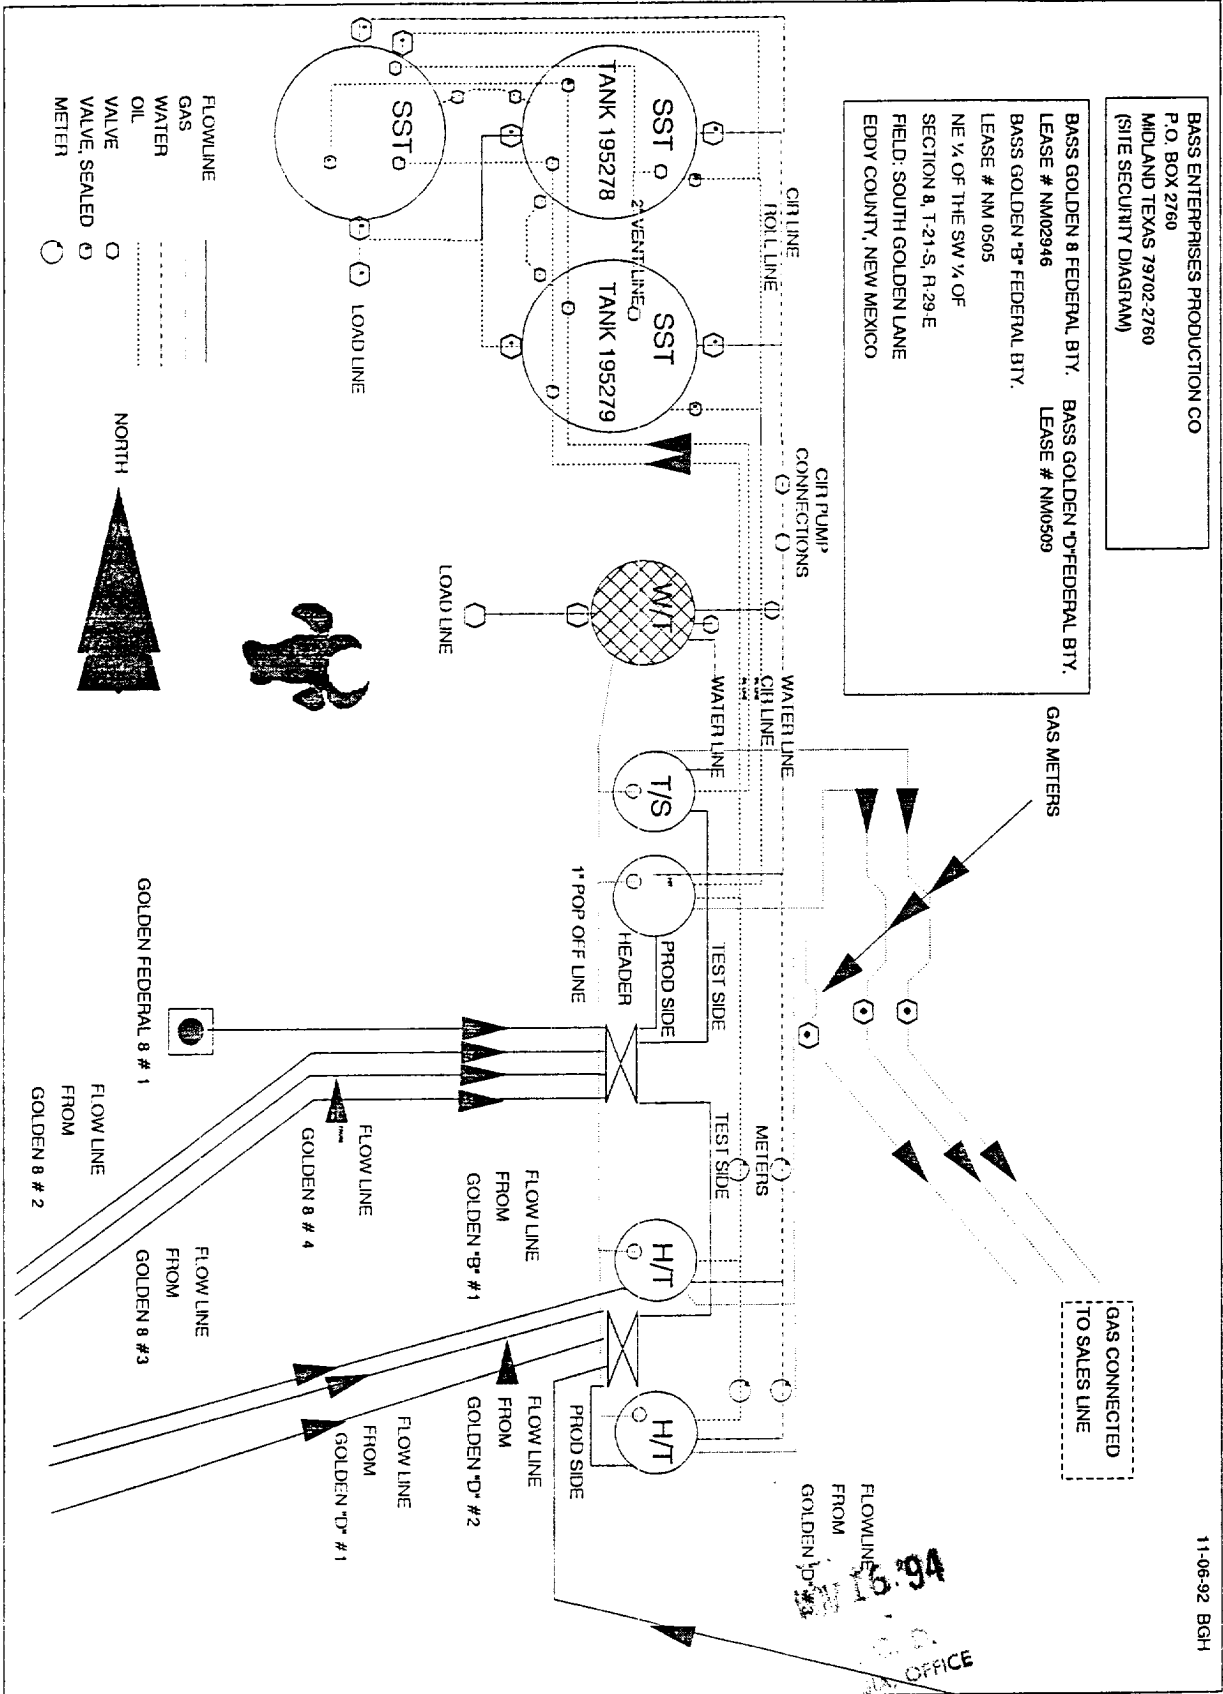 11-06-92 BGH
BASS ENTERPRISES PRODUCTION CO
P.O. BOX 2760
MIDLAND TEXAS 79702-2760
(SITE SECURITY DIAGRAM)
BASS GOLDEN 8 FEDERAL BTY. BASS GOLDEN "D"FEDERAL BTY.
LEASE # NM02946 LEASE # NM0509
BASS GOLDEN "B" FEDERAL BTY.
LEASE # NM 0505
NE ¼ OF THE SW ¼ OF
SECTION 8, T-21-S, R-29-E
FIELD: SOUTH GOLDEN LANE
EDDY COUNTY, NEW MEXICO
GAS METERS
GAS CONNECTED
TO SALES LINE
CIR LINE
ROLL LINE
CIR PUMP
CONNECTIONS
WATER LINE
CIR LINE
WATER LINE
SST
TANK 195278
2" VENT LINE
SST
TANK 195279
SST
W/T
T/S
H/T
H/T
LOAD LINE
LOAD LINE
TEST SIDE
PROD SIDE
HEADER
1" POP OFF LINE
METERS
TEST SIDE
PROD SIDE
FLOWLINE
FROM
GOLDEN "D" #3
16 '94
OFFICE
FLOW LINE
FROM
GOLDEN "B" #1
FLOW LINE
FROM
GOLDEN "D" #2
FLOW LINE
FROM
GOLDEN "D" #1
FLOW LINE
GOLDEN 8 # 4
FLOW LINE
FROM
GOLDEN 8 #3
GOLDEN FEDERAL 8 # 1
FLOW LINE
FROM
GOLDEN 8 # 2
FLOWLINE
GAS
WATER
OIL
VALVE
VALVE, SEALED
METER
NORTH